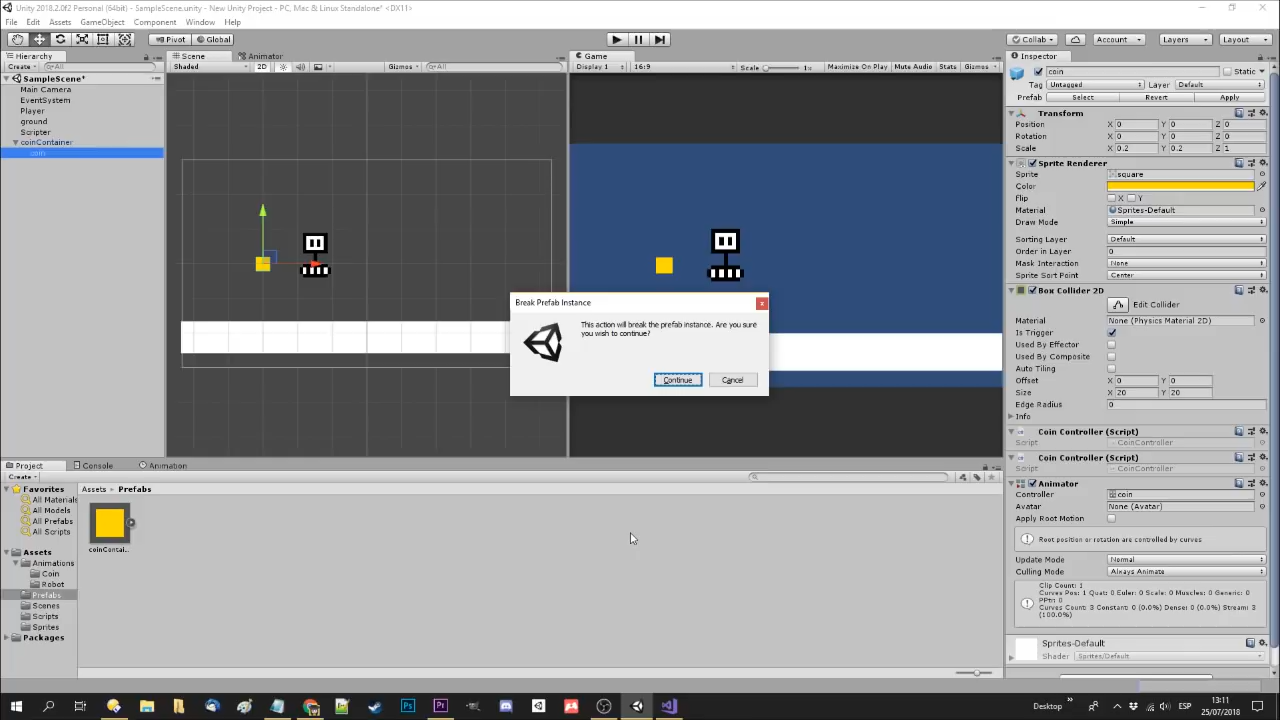 Unity 2018.2.0f2 Personal (64bit) - SampleScene.unity - New Unity Project - PC, Mac & Linux Standalone* <DX11>
File Edit Assets GameObject Component Window Help
Pivot Global Collab Account Layers Layout
Hierarchy Scene Animator Game Inspector
Create All Shaded 2D Gizmos All Display 1 16:9 Scale 1x Maximize On Play Mute Audio Stats Gizmos
SampleScene*
Main Camera
EventSystem
Player
ground
Scripter
coinContainer
coin
coin Static
Tag Untagged Layer Default
Prefab Select Revert Apply
Transform
Position X 0 Y 0 Z 0
Rotation X 0 Y 0 Z 0
Scale X 0.2 Y 0.2 Z 1
Sprite Renderer
Sprite square
Color
Flip X Y
Material Sprites-Default
Draw Mode Simple
Sorting Layer Default
Order in Layer 0
Mask Interaction None
Sprite Sort Point Center
Box Collider 2D
Edit Collider
Material None (Physics Material 2D)
Is Trigger
Used By Effector
Used By Composite
Auto Tiling
Offset X 0 Y 0
Size X 20 Y 20
Edge Radius 0
Info
Coin Controller (Script)
Script CoinController
Coin Controller (Script)
Script CoinController
Animator
Controller coin
Avatar None (Avatar)
Apply Root Motion
Root position or rotation are controlled by curves
Update Mode Normal
Culling Mode Always Animate
Clip Count: 1
Curves Pos: 1 Quat: 0 Euler: 0 Scale: 0 Muscles: 0 Generic: 0
PPtr: 0
Curves Count: 3 Constant: 0 (0.0%) Dense: 0 (0.0%) Stream: 3
(100.0%)
Sprites-Default
Shader Sprites/Default
Break Prefab Instance
This action will break the prefab instance. Are you sure
you wish to continue?
Continue Cancel
Project Console Animation
Create
Favorites
All Materials
All Models
All Prefabs
All Scripts
Assets
Animations
Coin
Robot
Prefabs
Scenes
Scripts
Sprites
Packages
Assets Prefabs
coinContai...
Desktop ESP 13:11
25/07/2018